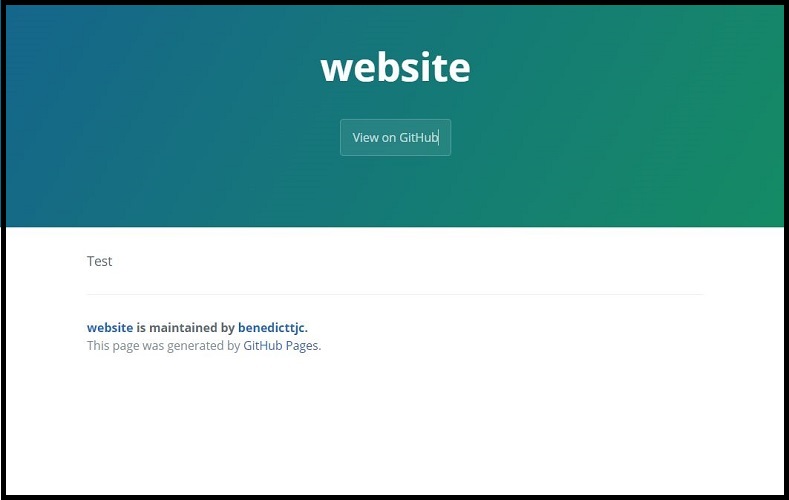 website
View on GitHub
Test
website is maintained by benedicttjc.
This page was generated by GitHub Pages.